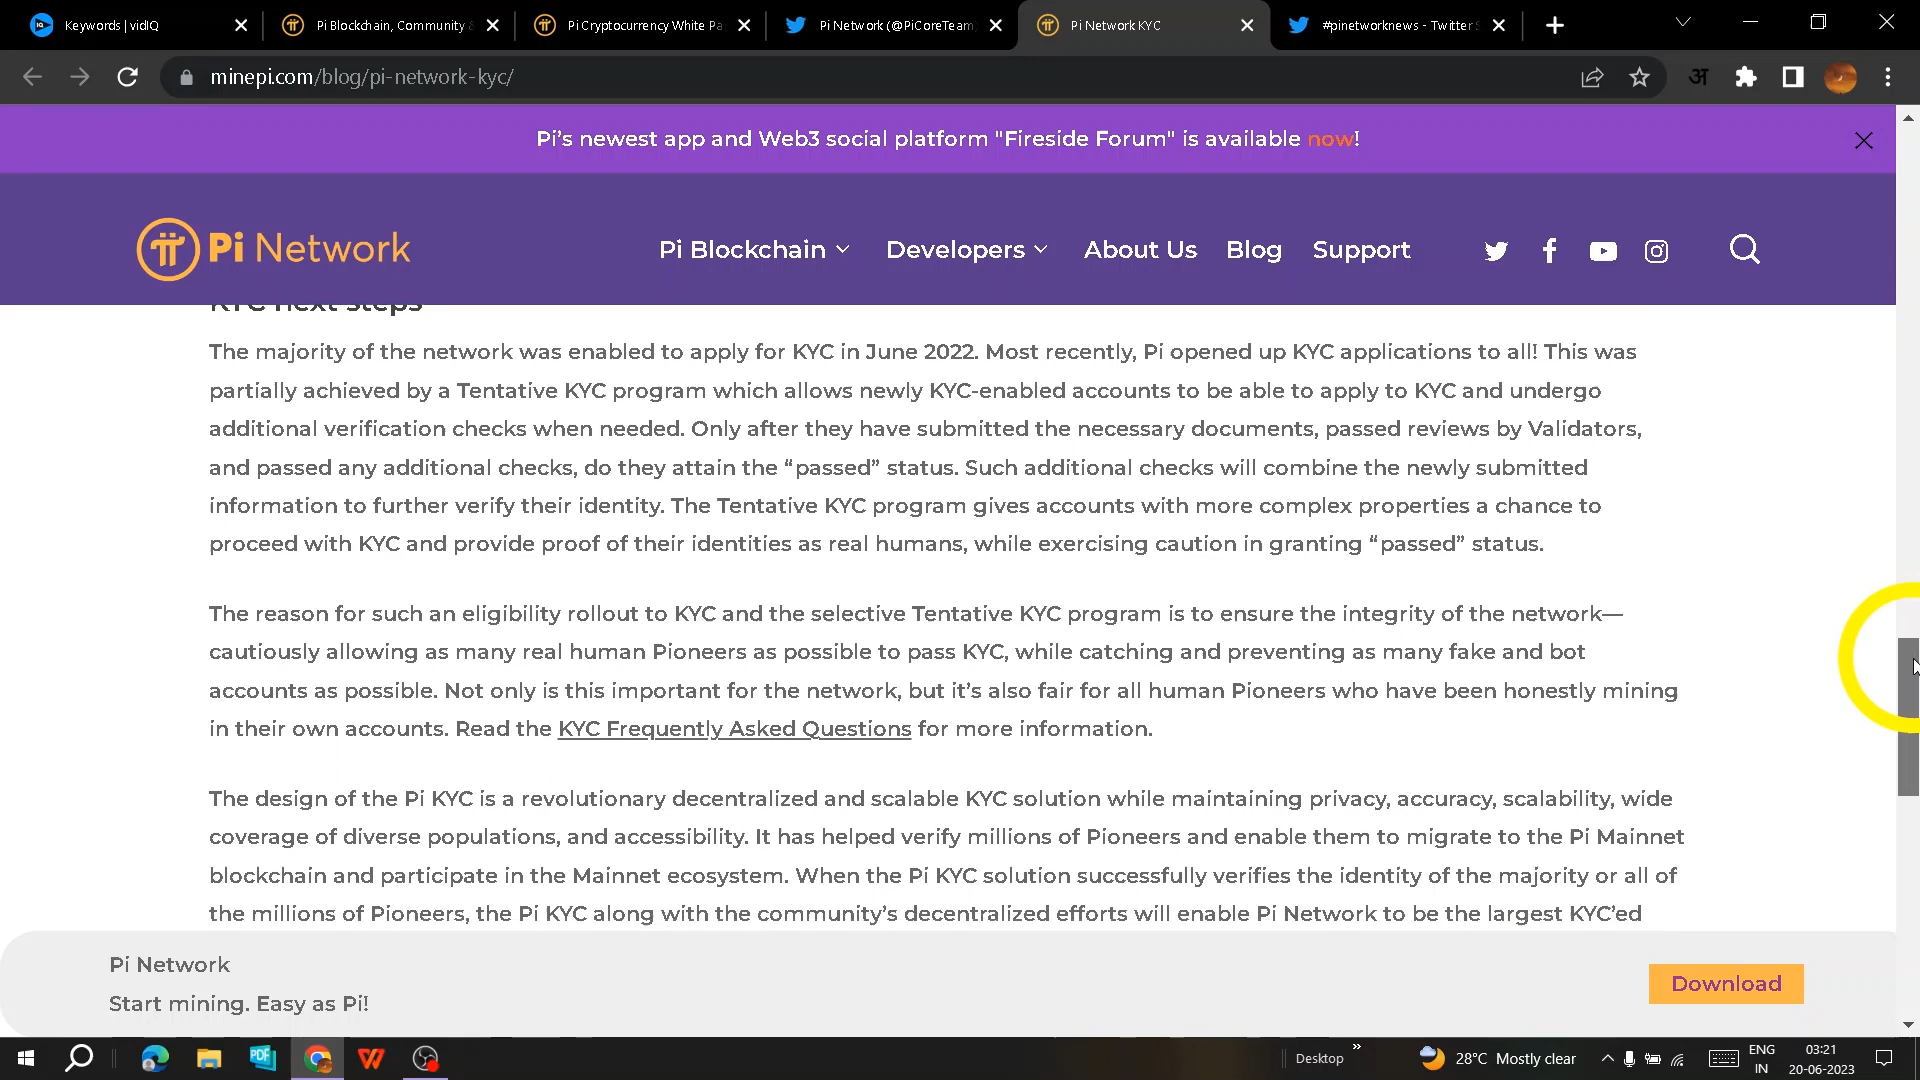 Keywords | vidIQ
Pi Blockchain, Community &
Pi Cryptocurrency White Pa
Pi Network (@PiCoreTeam
Pi Network KYC
#pinetworknews - Twitter S
minepi.com/blog/pi-network-kyc/
अ
Pi's newest app and Web3 social platform "Fireside Forum" is available now!
Pi Network
Pi Blockchain
Developers
About Us
Blog
Support
KYC next steps
The majority of the network was enabled to apply for KYC in June 2022. Most recently, Pi opened up KYC applications to all! This was
partially achieved by a Tentative KYC program which allows newly KYC-enabled accounts to be able to apply to KYC and undergo
additional verification checks when needed. Only after they have submitted the necessary documents, passed reviews by Validators,
and passed any additional checks, do they attain the “passed” status. Such additional checks will combine the newly submitted
information to further verify their identity. The Tentative KYC program gives accounts with more complex properties a chance to
proceed with KYC and provide proof of their identities as real humans, while exercising caution in granting “passed” status.
The reason for such an eligibility rollout to KYC and the selective Tentative KYC program is to ensure the integrity of the network—
cautiously allowing as many real human Pioneers as possible to pass KYC, while catching and preventing as many fake and bot
accounts as possible. Not only is this important for the network, but it’s also fair for all human Pioneers who have been honestly mining
in their own accounts. Read the KYC Frequently Asked Questions for more information.
The design of the Pi KYC is a revolutionary decentralized and scalable KYC solution while maintaining privacy, accuracy, scalability, wide
coverage of diverse populations, and accessibility. It has helped verify millions of Pioneers and enable them to migrate to the Pi Mainnet
blockchain and participate in the Mainnet ecosystem. When the Pi KYC solution successfully verifies the identity of the majority or all of
the millions of Pioneers, the Pi KYC along with the community’s decentralized efforts will enable Pi Network to be the largest KYC’ed
Pi Network
Start mining. Easy as Pi!
Download
Desktop
28°C Mostly clear
ENG
IN
03:21
20-06-2023